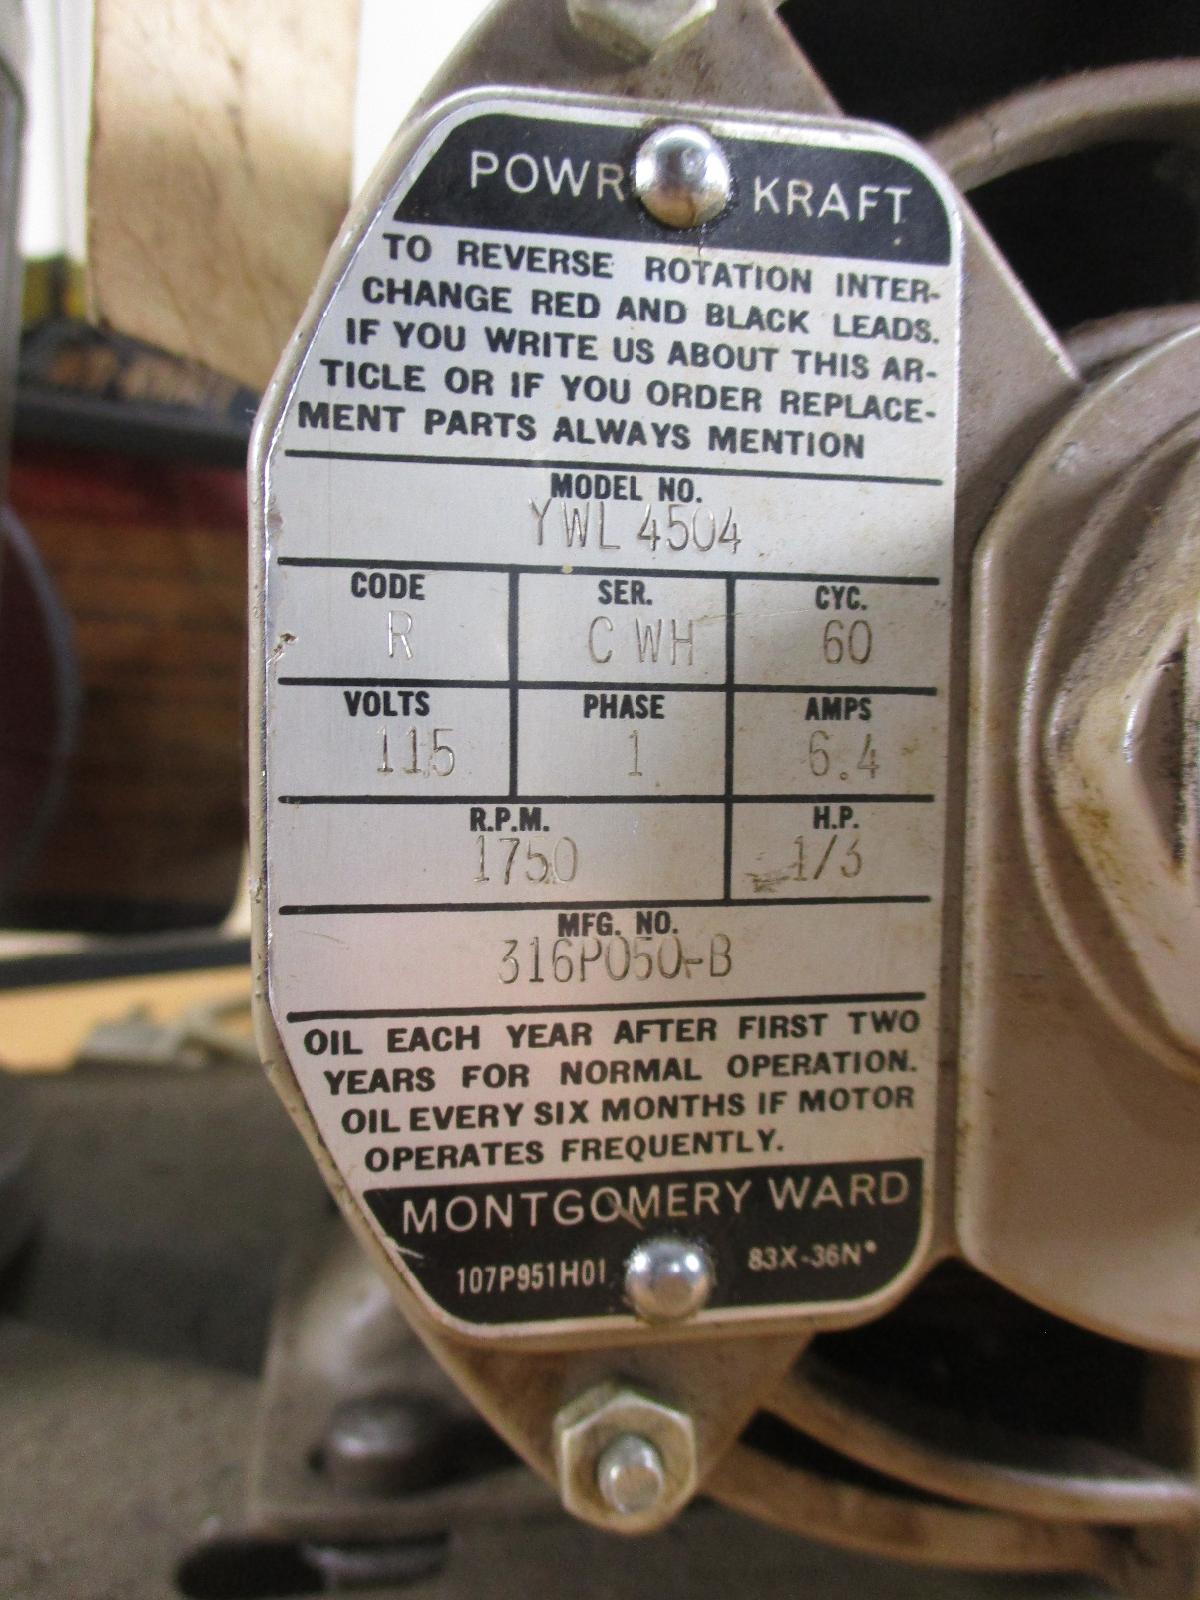 POWR KRAFT
TO REVERSE ROTATION INTER-
CHANGE RED AND BLACK LEADS.
IF YOU WRITE US ABOUT THIS AR-
TICLE OR IF YOU ORDER REPLACE-
MENT PARTS ALWAYS MENTION
MODEL NO.
YWL 4504
CODE SER. CYC.
R C WH 60
VOLTS PHASE AMPS
115 1 6.4
R.P.M. H.P.
1750 1/3
MFG. NO.
316P050-B
OIL EACH YEAR AFTER FIRST TWO
YEARS FOR NORMAL OPERATION.
OIL EVERY SIX MONTHS IF MOTOR
OPERATES FREQUENTLY.
MONTGOMERY WARD
107P951H01 83X-36N*